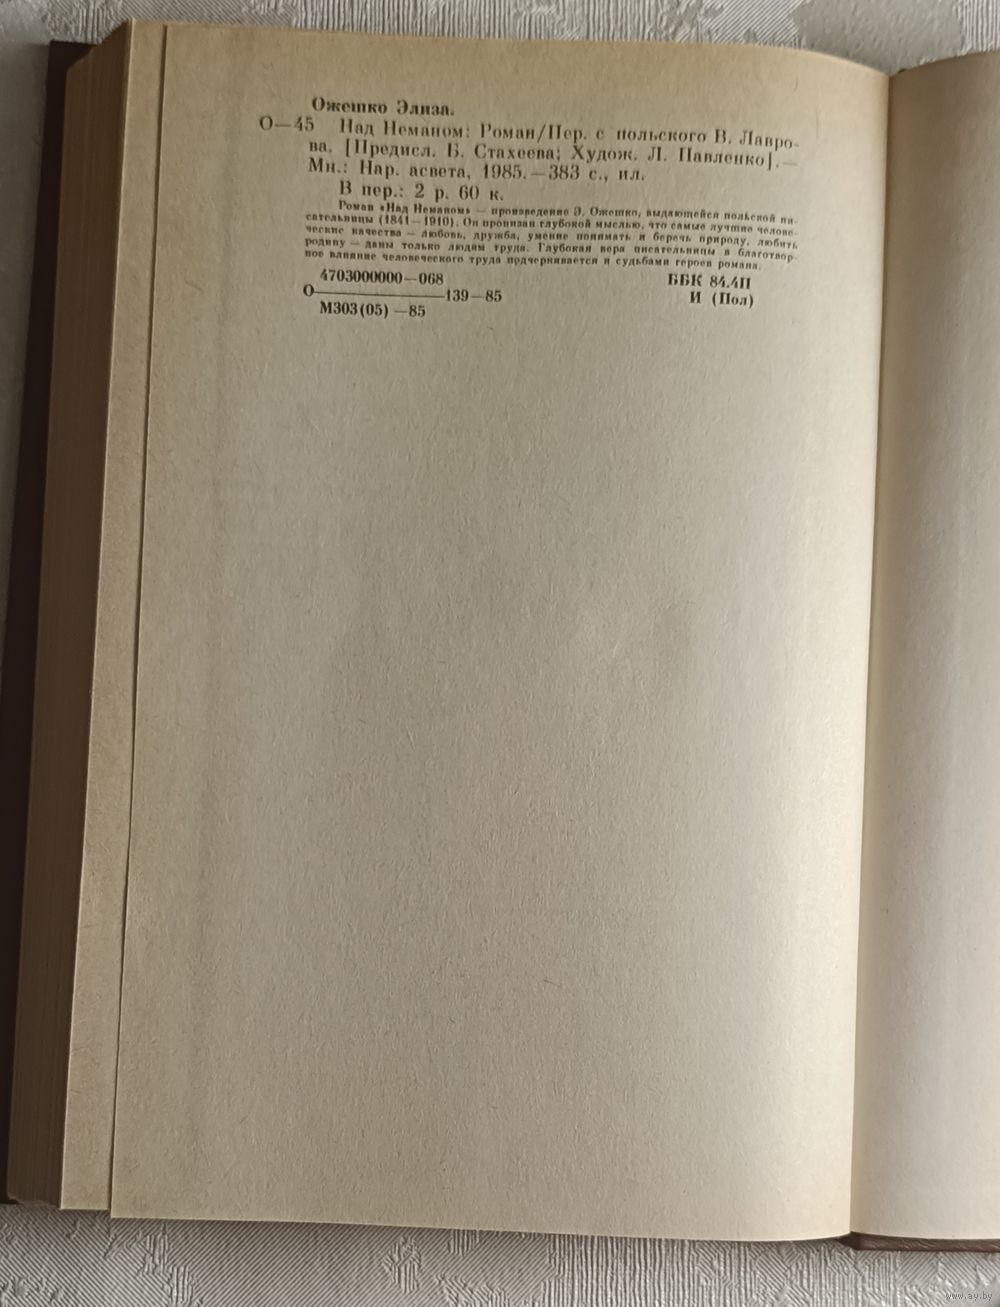 Ожешко Элиза.
О—45 Над Неманом: Роман/Пер. с польского В. Лавро-
ва. [Предисл. Б. Стахеева; Худож. Л. Павленко].—
Мн.: Нар. асвета, 1985.—383 с., ил.
В пер.: 2 р. 60 к.
Роман «Над Неманом» — произведение Э. Ожешко, выдающейся польской пи-
сательницы (1841—1910). Он пронизан глубокой мыслью, что самые лучшие челове-
ческие качества — любовь, дружба, умение понимать и беречь природу, любить
родину — даны только людям труда. Глубокая вера писательницы в благотвор-
ное влияние человеческого труда подчеркивается и судьбами героев романа.
4703000000—068
О————————139—85
М303(05) —85
ББК 84.4П
И (Пол)
www.ay.by